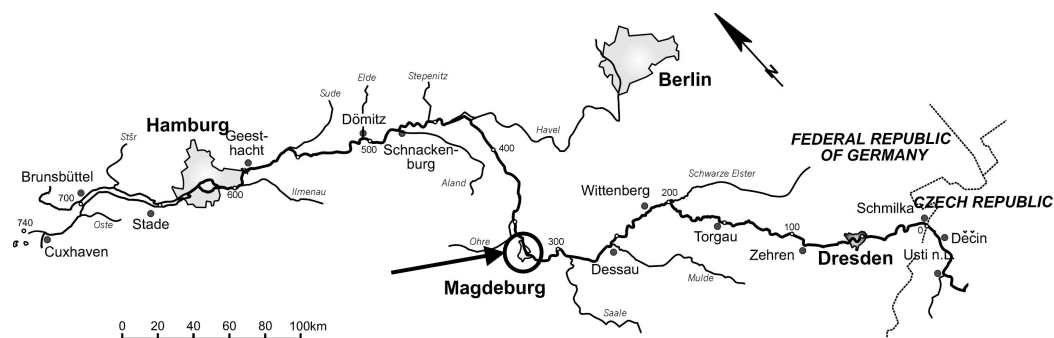 N
Berlin
Stepenitz
Elde
Sude
Dömitz
Hamburg
Geest-
hacht
Stšr
500
Schnacken-
burg
Havel
400
FEDERAL REPUBLIC
OF GERMANY
Brunsbüttel
700
600
Ilmenau
Aland
Wittenberg
Schwarze Elster
200
CZECH REPUBLIC
Schmilka
0
740
Oste
Stade
Cuxhaven
Ohre
300
Torgau
100
Děčin
Zehren
Dresden
Usti n.L.
Dessau
Mulde
Magdeburg
Saale
0 20 40 60 80 100km